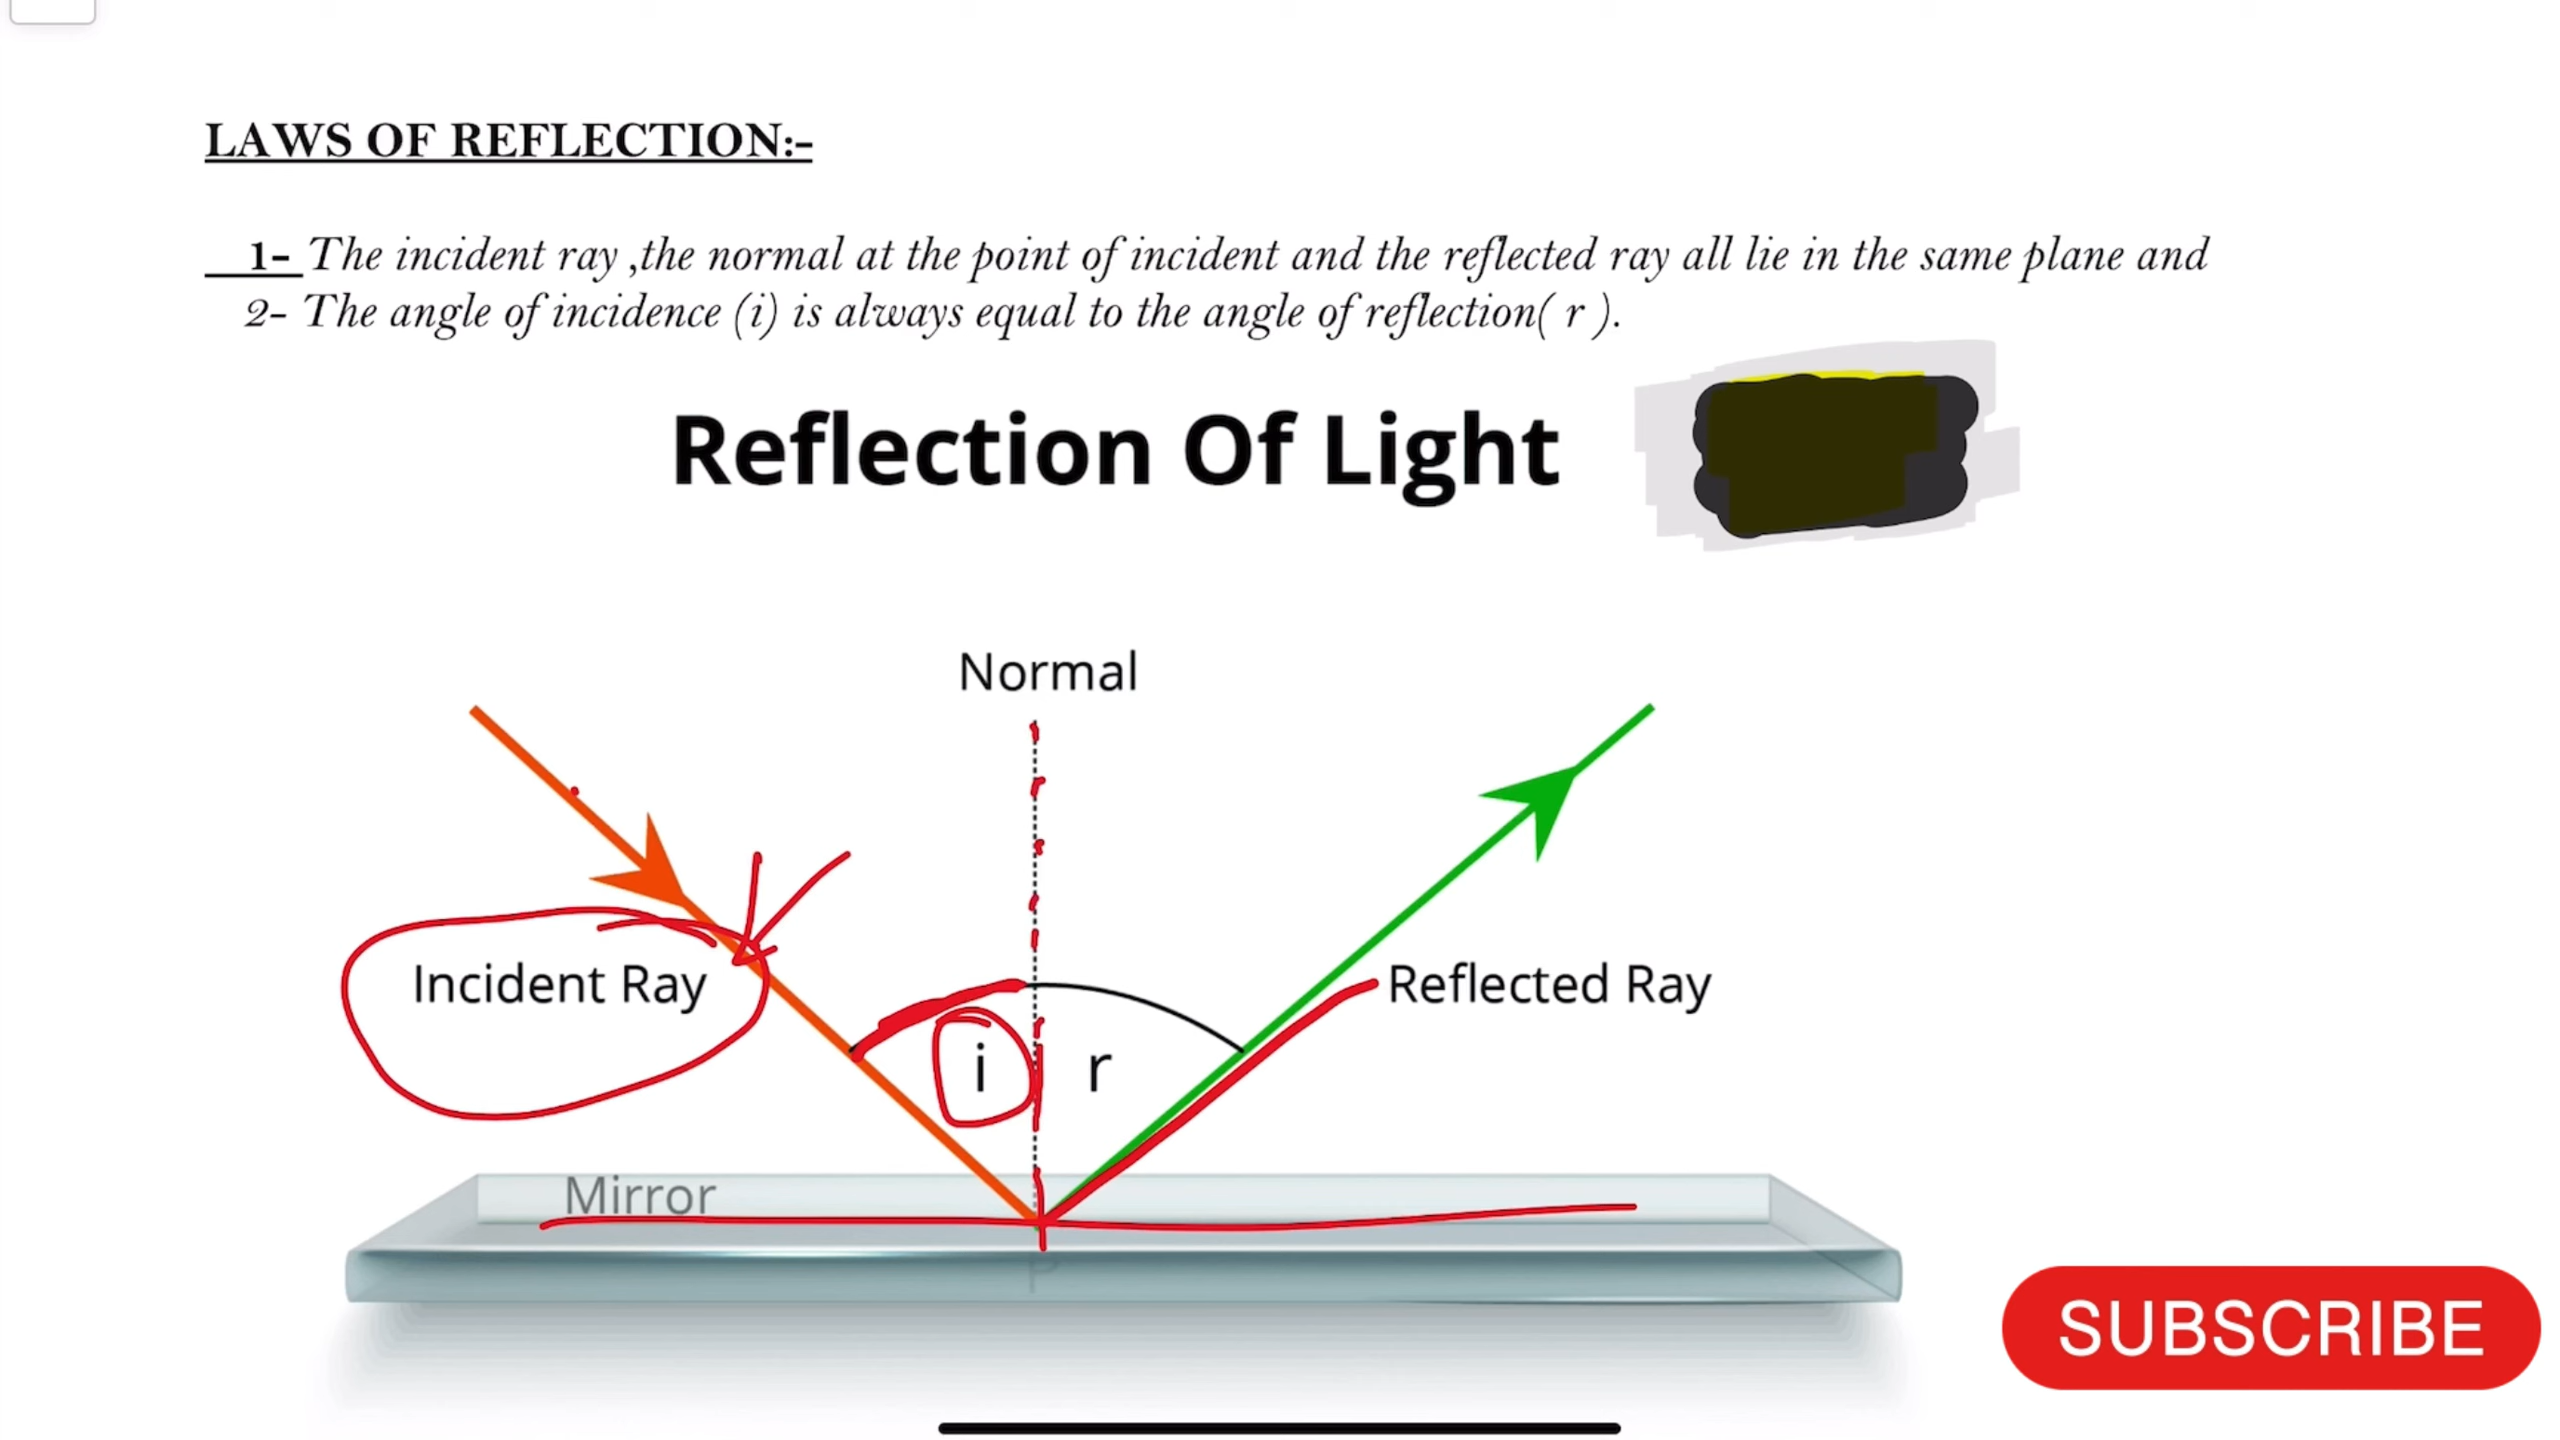 LAWS OF REFLECTION:-
1- The incident ray ,the normal at the point of incident and the reflected ray all lie in the same plane and
2- The angle of incidence (i) is always equal to the angle of reflection( r ).
Reflection Of Light
Normal
Incident Ray
Reflected Ray
i
r
Mirror
P
SUBSCRIBE